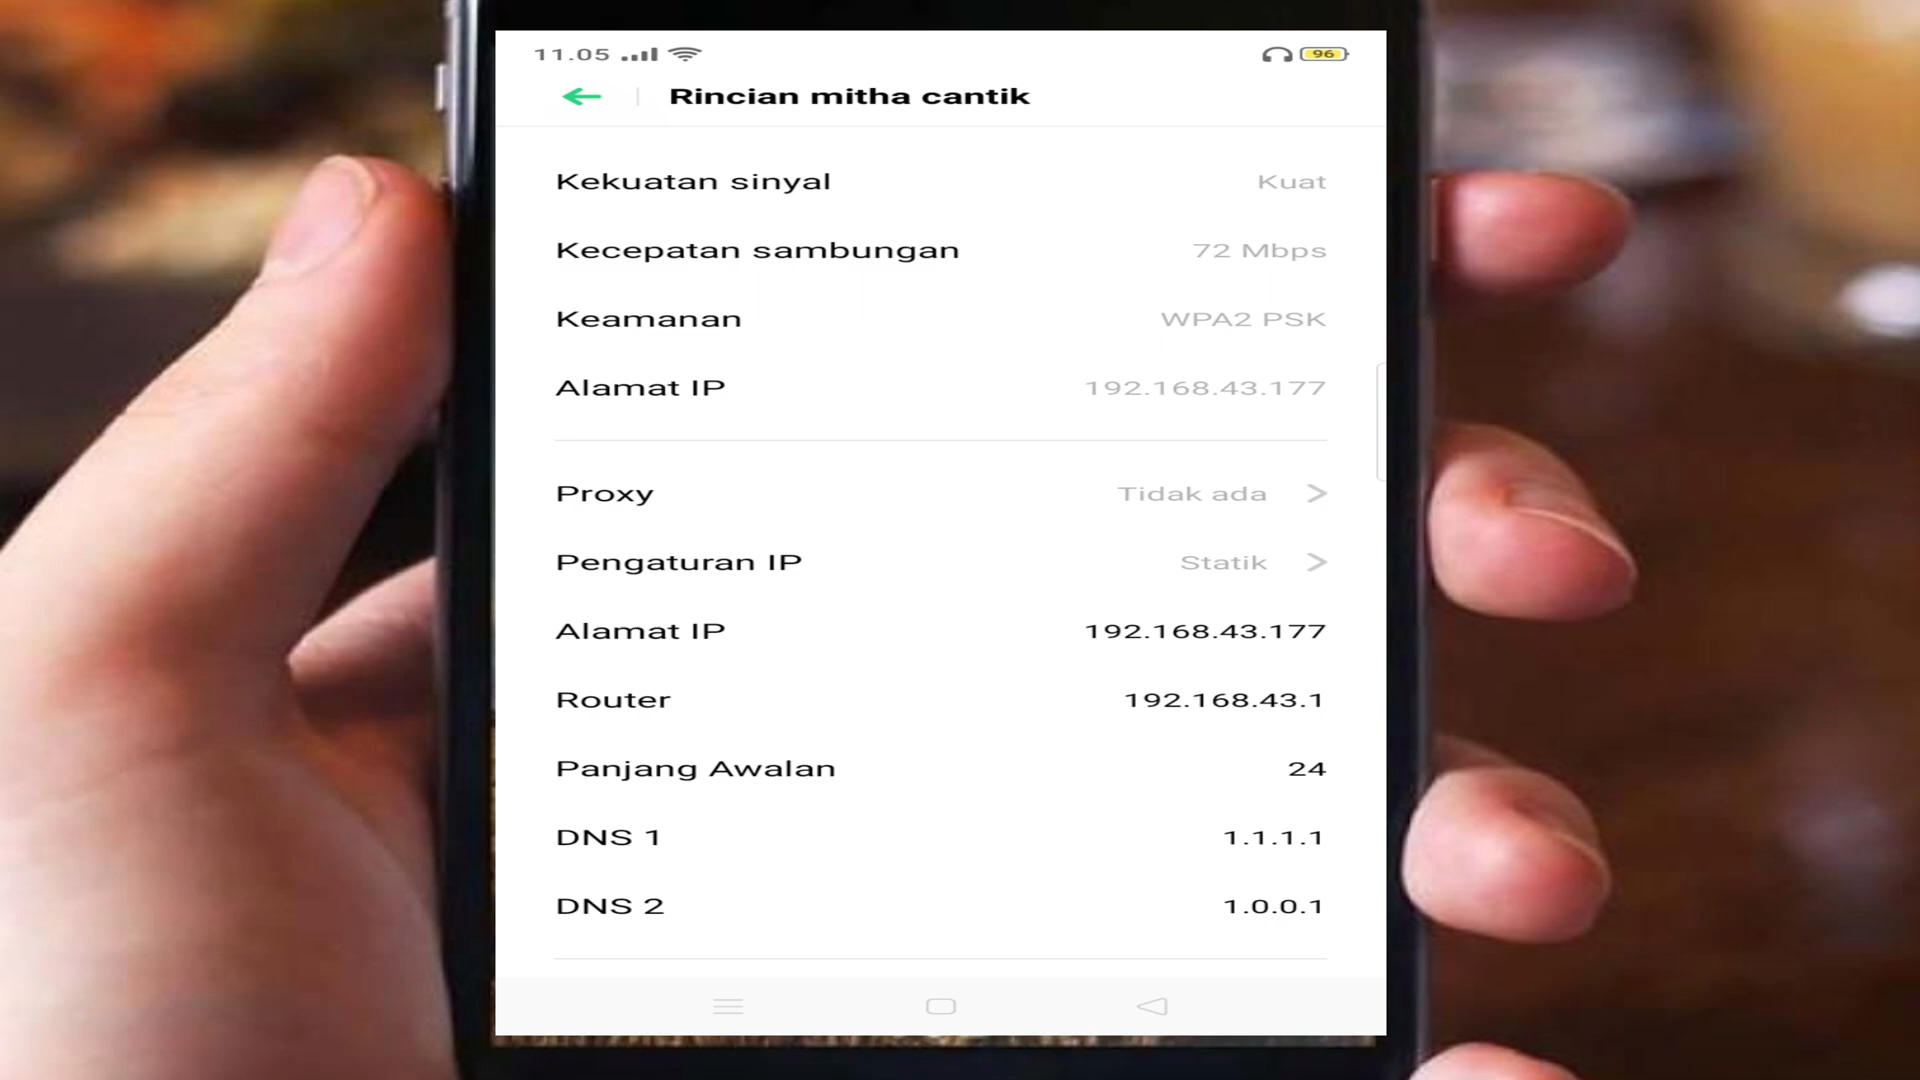 11.05
96
Rincian mitha cantik
Kekuatan sinyal Kuat
Kecepatan sambungan 72 Mbps
Keamanan WPA2 PSK
Alamat IP 192.168.43.177
Proxy Tidak ada
Pengaturan IP Statik
Alamat IP 192.168.43.177
Router 192.168.43.1
Panjang Awalan 24
DNS 1 1.1.1.1
DNS 2 1.0.0.1